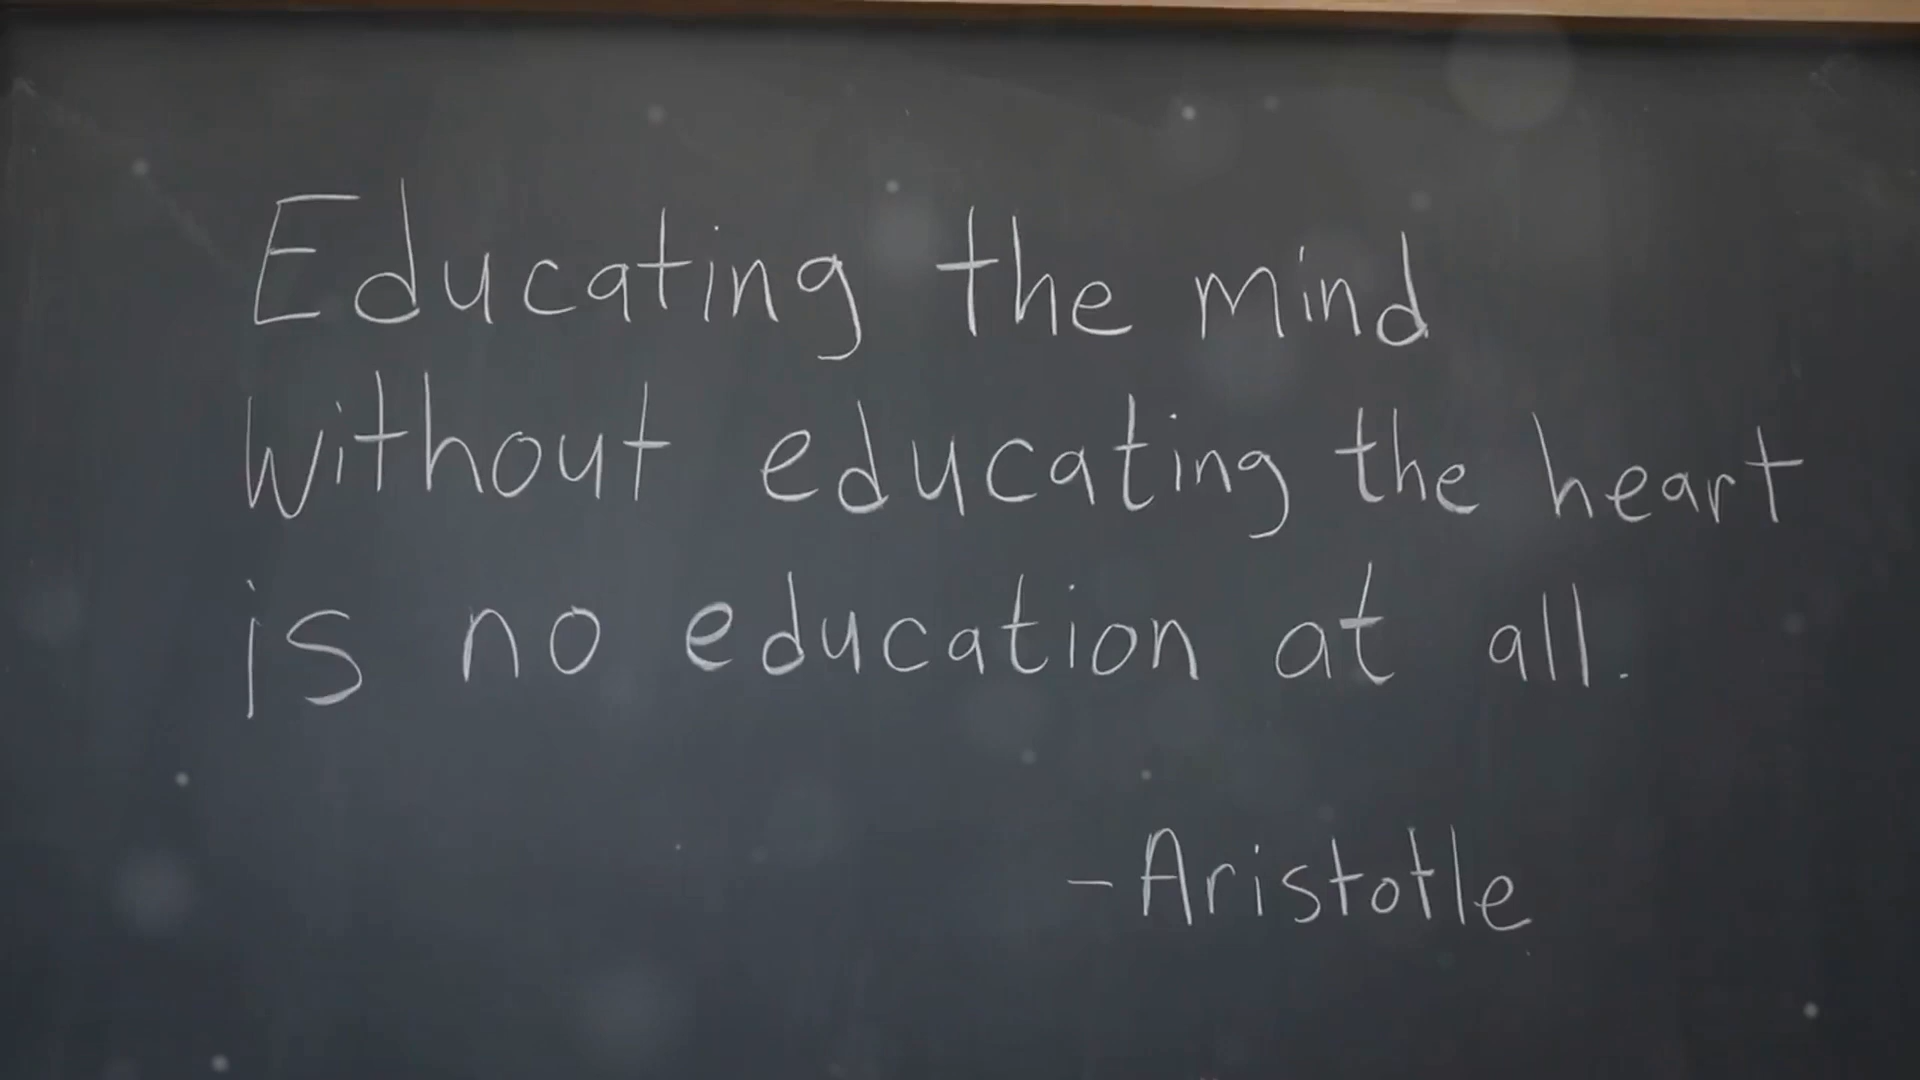 Educating the mind
without educating the heart
is no education at all.
- Aristotle